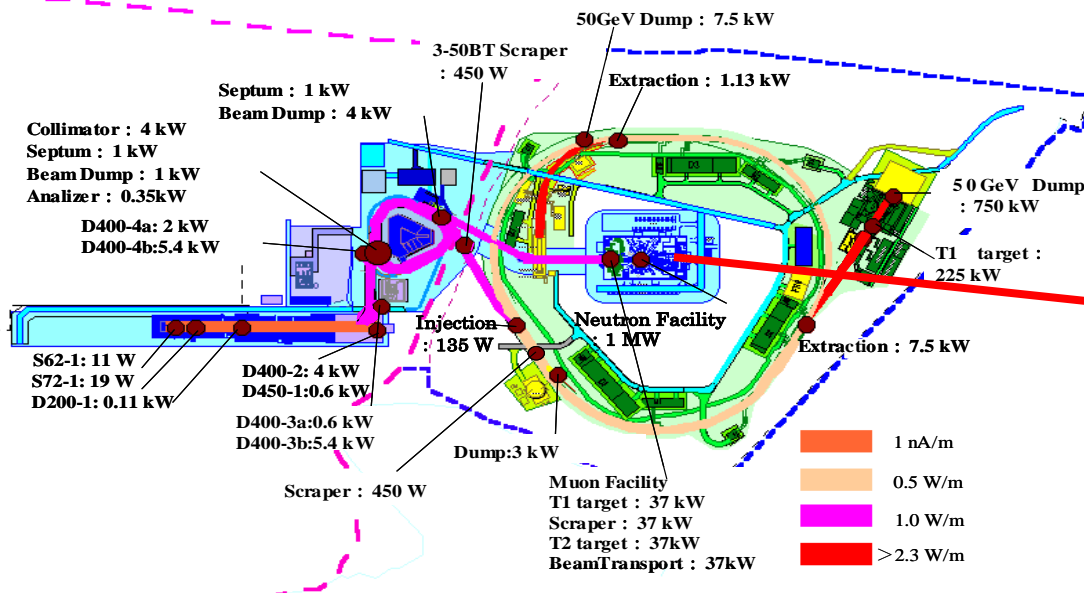 50GeV Dump : 7.5 kW
3-50BT Scraper
: 450 W
Extraction : 1.13 kW
Septum : 1 kW
Beam Dump : 4 kW
Collimator : 4 kW
Septum : 1 kW
Beam Dump : 1 kW
Analizer : 0.35kW
D400-4a: 2 kW
D400-4b:5.4 kW
50GeV Dump
: 750 kW
T1 target :
225 kW
Injection
: 135 W
Neutron Facility
: 1 MW
Extraction : 7.5 kW
S62-1: 11 W
S72-1: 19 W
D200-1: 0.11 kW
D400-2: 4 kW
D450-1:0.6 kW
D400-3a:0.6 kW
D400-3b:5.4 kW
Dump:3 kW
Scraper : 450 W
Muon Facility
T1 target : 37 kW
Scraper : 37 kW
T2 target : 37kW
BeamTransport : 37kW
1 nA/m
0.5 W/m
1.0 W/m
>2.3 W/m